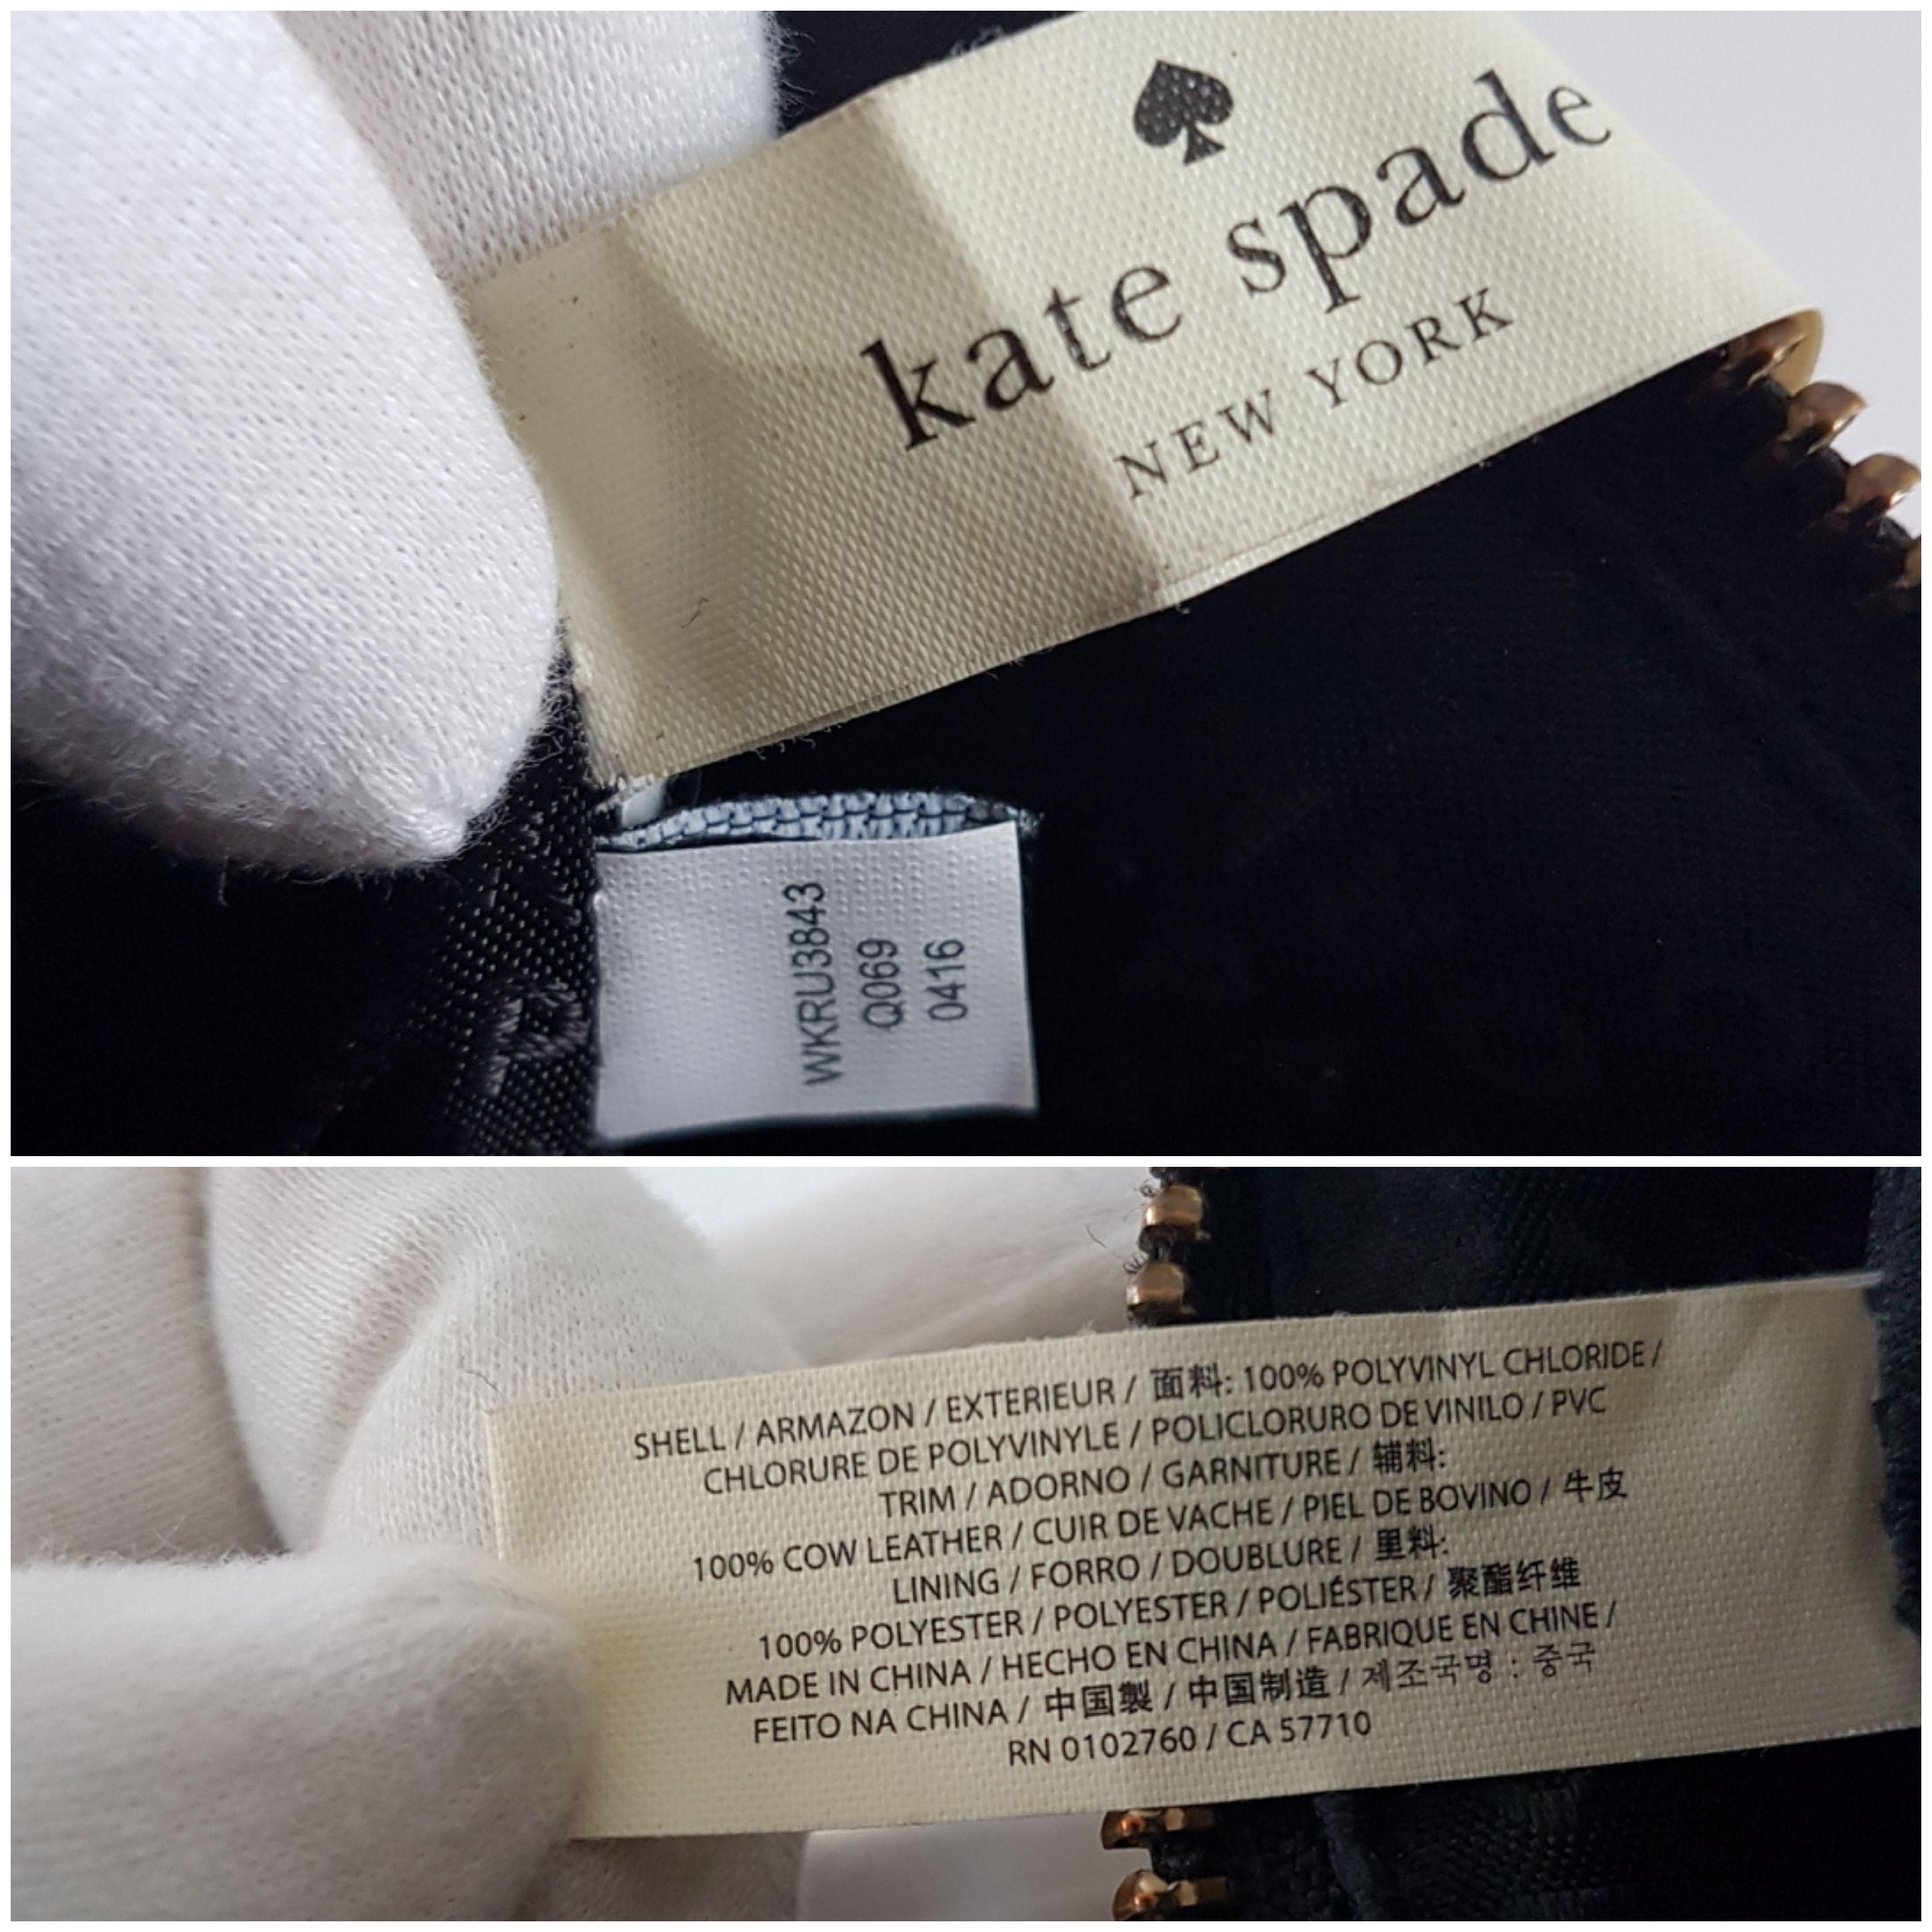 kate spade
NEW YORK
WKRU3843
Q069
0416
SHELL / ARMAZON / EXTERIEUR / 面料: 100% POLYVINYL CHLORIDE /
CHLORURE DE POLYVINYLE / POLICLORURO DE VINILO / PVC
TRIM / ADORNO / GARNITURE / 辅料:
100% COW LEATHER / CUIR DE VACHE / PIEL DE BOVINO / 牛皮
LINING / FORRO / DOUBLURE / 里料:
100% POLYESTER / POLYESTER / POLIÉSTER / 聚酯纤维
MADE IN CHINA / HECHO EN CHINA / FABRIQUE EN CHINE /
FEITO NA CHINA / 中国製 / 中国制造 / 제조국명 : 중국
RN 0102760 / CA 57710